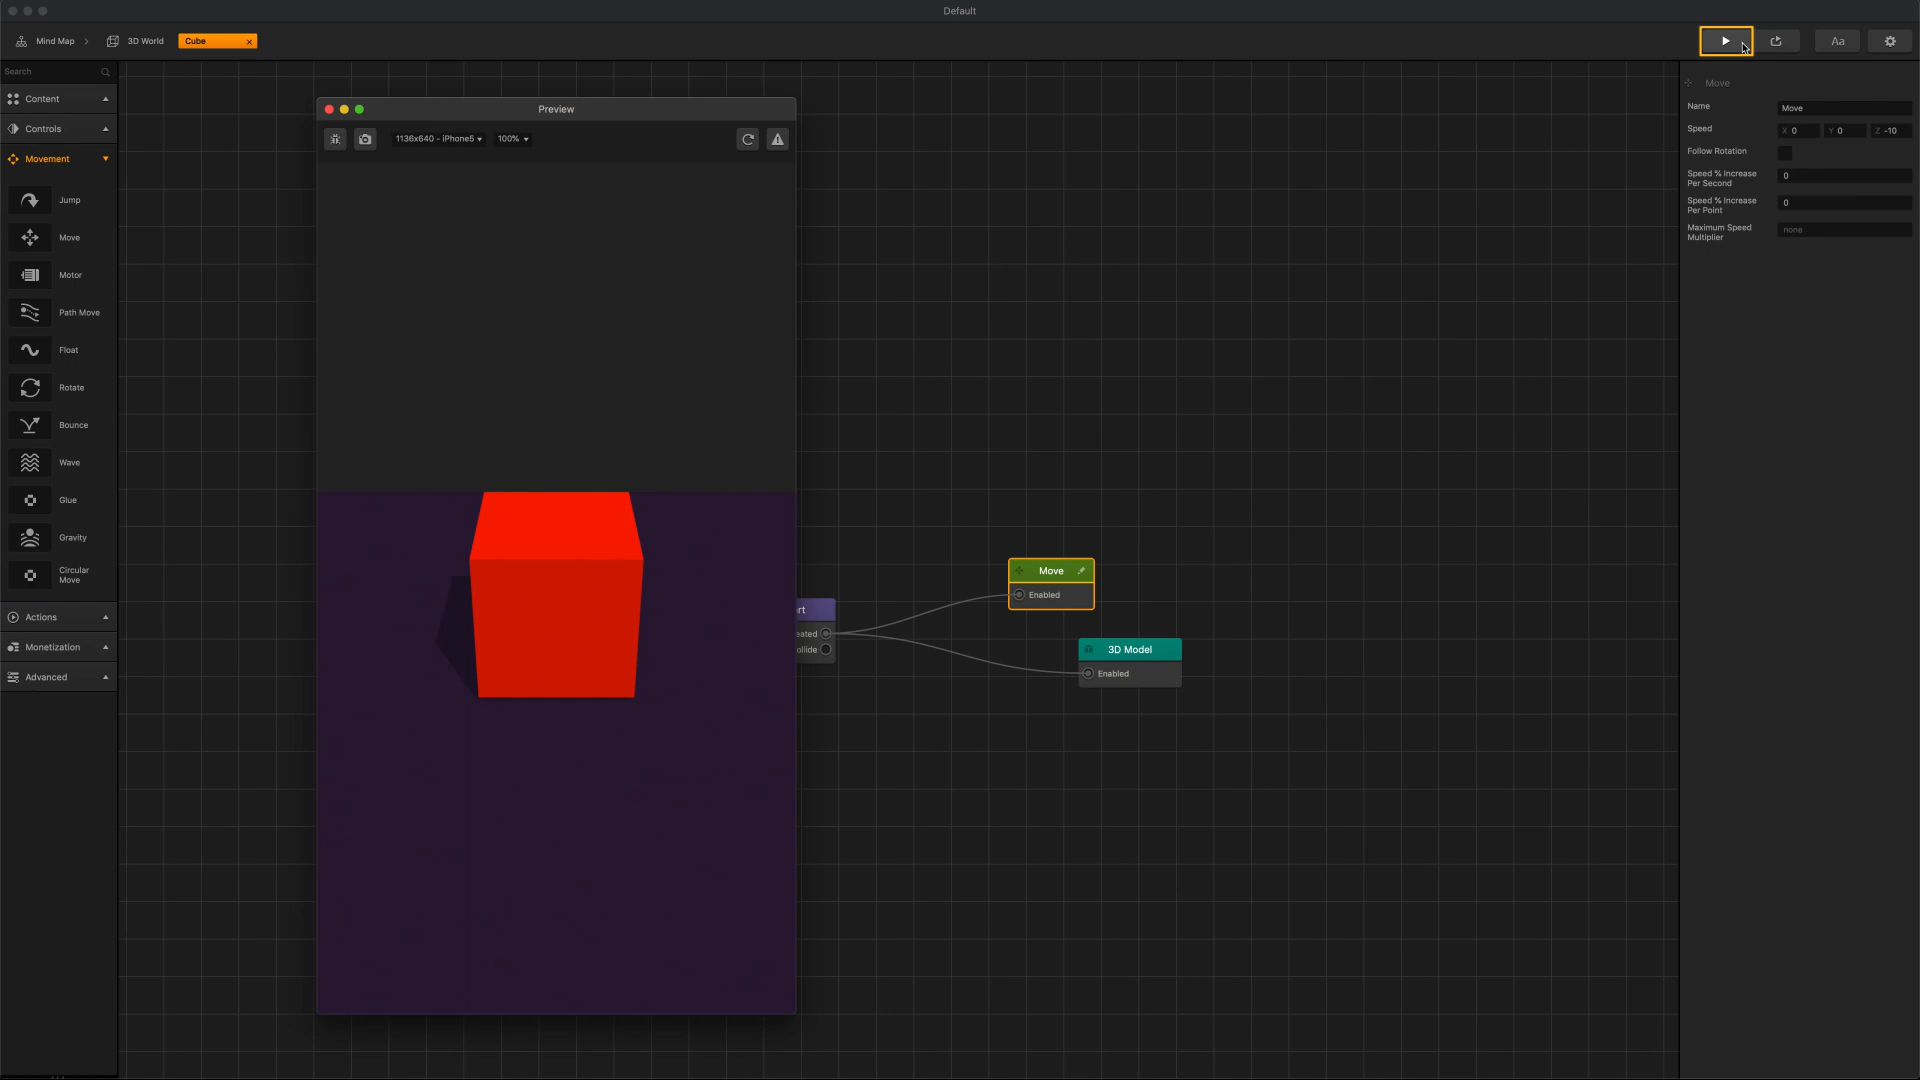 Default
Mind Map
3D World
Cube
Aa
Search
Content
Controls
Movement
Jump
Move
Motor
Path Move
Float
Rotate
Bounce
Wave
Glue
Gravity
Circular
Move
Actions
Monetization
Advanced
Preview
1136x640 - iPhone5
100%
rt
eated
ollide
Move
Enabled
3D Model
Enabled
Move
Name
Move
Speed
X 0
Y 0
Z -10
Follow Rotation
Speed % Increase
Per Second
0
Speed % Increase
Per Point
0
Maximum Speed
Multiplier
none